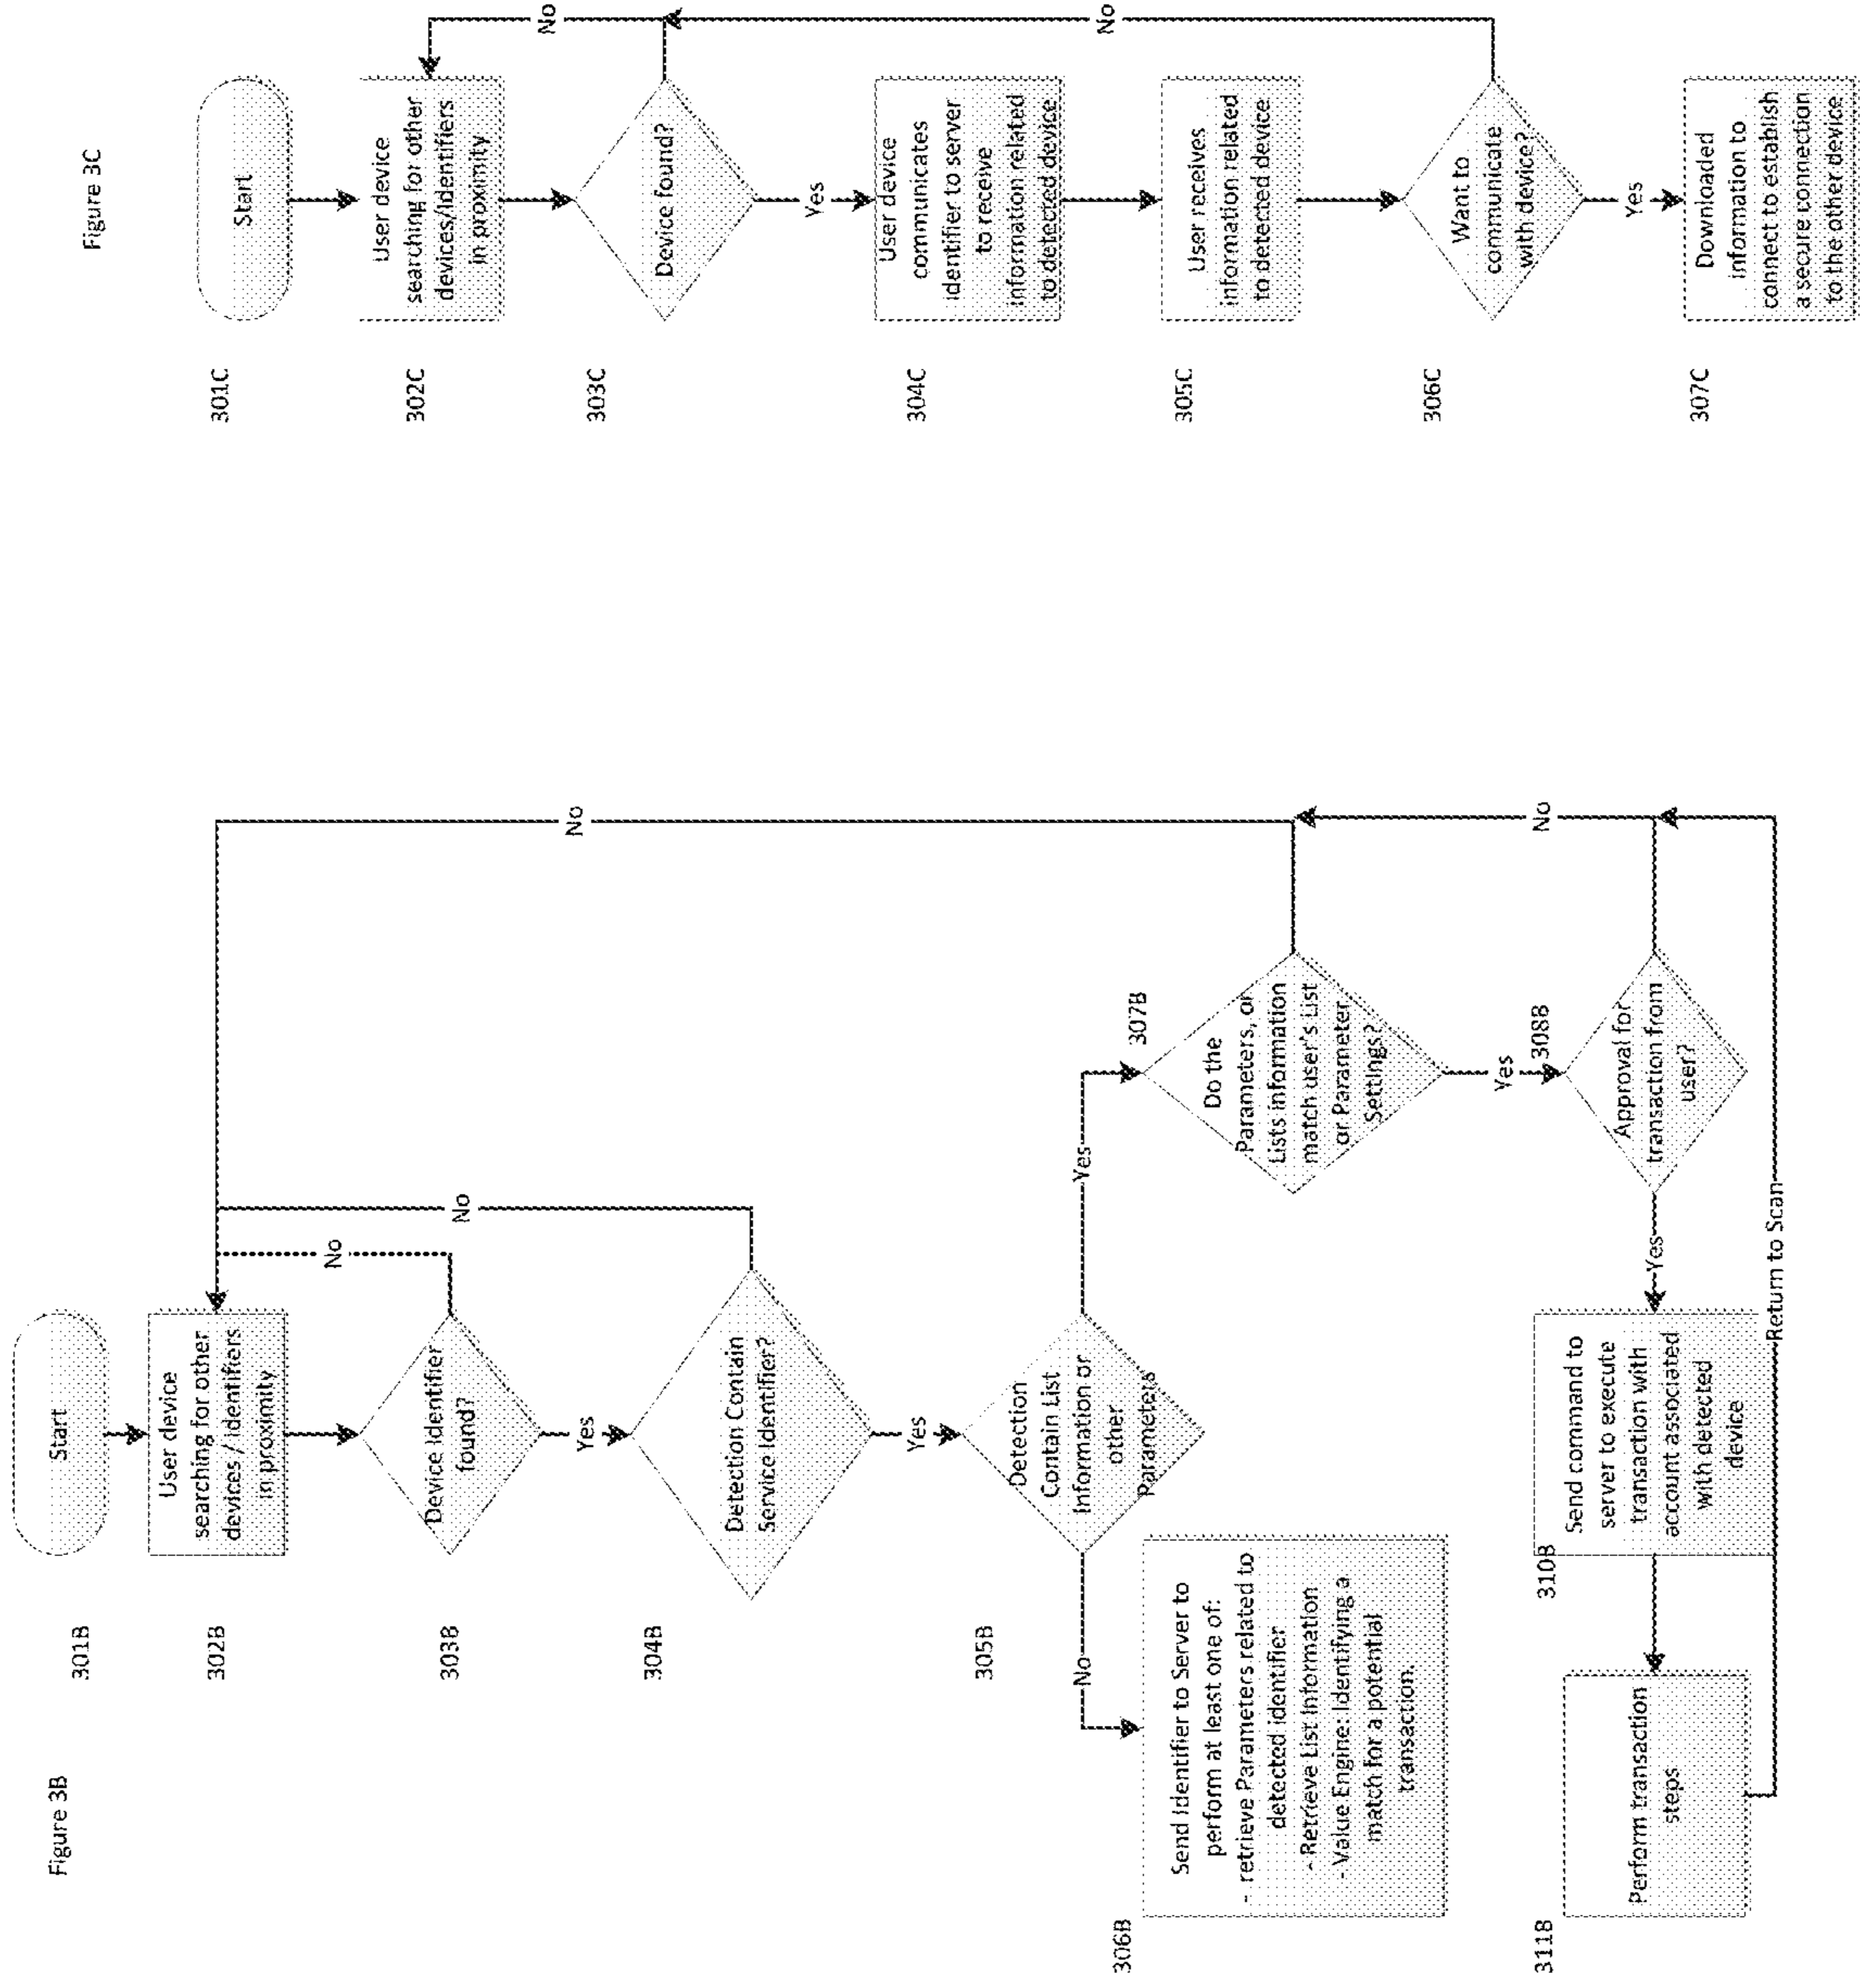 Figure 3B
301B
Start
302B
User device
searching for other
devices / identifiers
in proximity
No
303B
Device Identifier
found?
Yes
No
304B
Detection Contain
Service Identifier?
Yes
No
305B
Detection
Contain List
Information or
other
Parameters
No
Yes
306B
Send Identifier to Server to
perform at least one of:
- retrieve Parameters related to
detected identifier
- Retrieve List Information
- Value Engine: Identifying a
match for a potential
transaction.
307B
Do the
Parameters, or
Lists information
match user's List
or Parameter
Settings?
Yes
308B
Approval for
transaction from
user?
No
Yes
310B
Send command to
server to execute
transaction with
account associated
with detected
device
311B
Perform transaction
steps
Return to Scan
Figure 3C
301C
Start
302C
User device
searching for other
devices/identifiers
in proximity
No
303C
Device found?
Yes
304C
User device
communicates
identifier to server
to receive
information related
to detected device
No
305C
User receives
information related
to detected device
306C
Want to
communicate
with device?
Yes
307C
Downloaded
information to
connect to establish
a secure connection
to the other device